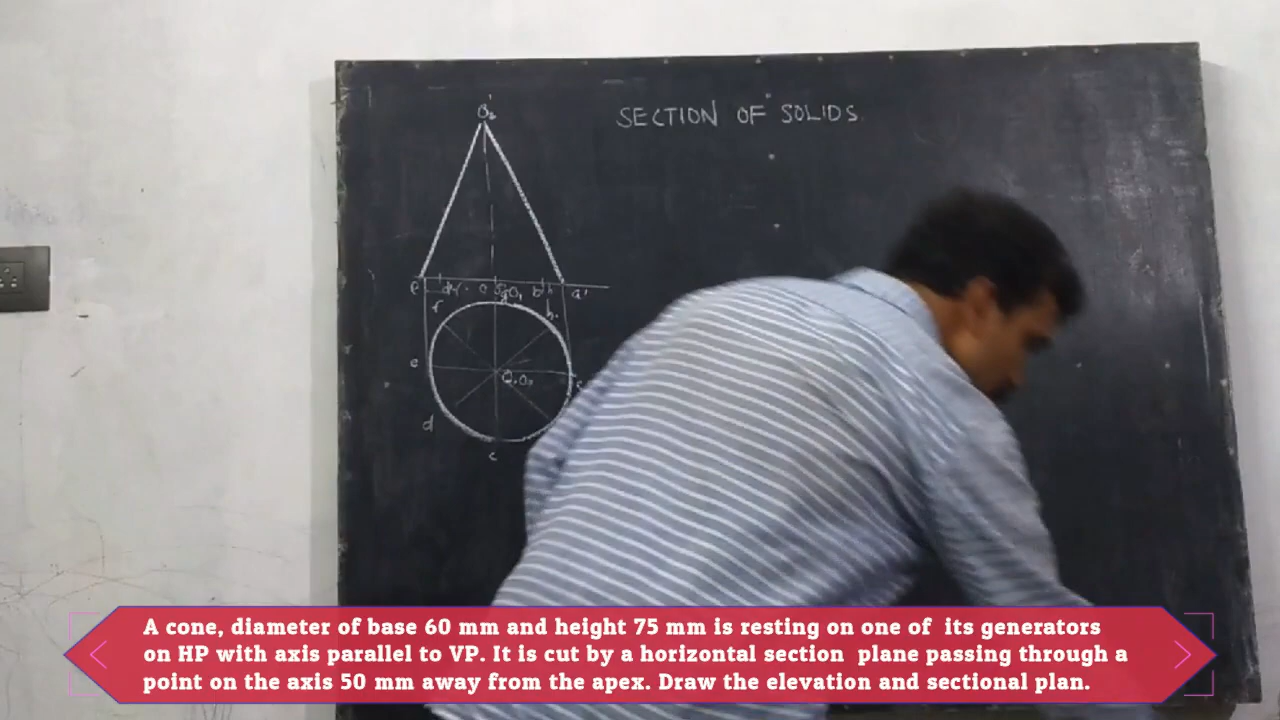 SECTION OF SOLIDS
f
e
d
c
a'
A cone, diameter of base 60 mm and height 75 mm is resting on one of its generators
on HP with axis parallel to VP. It is cut by a horizontal section plane passing through a
point on the axis 50 mm away from the apex. Draw the elevation and sectional plan.